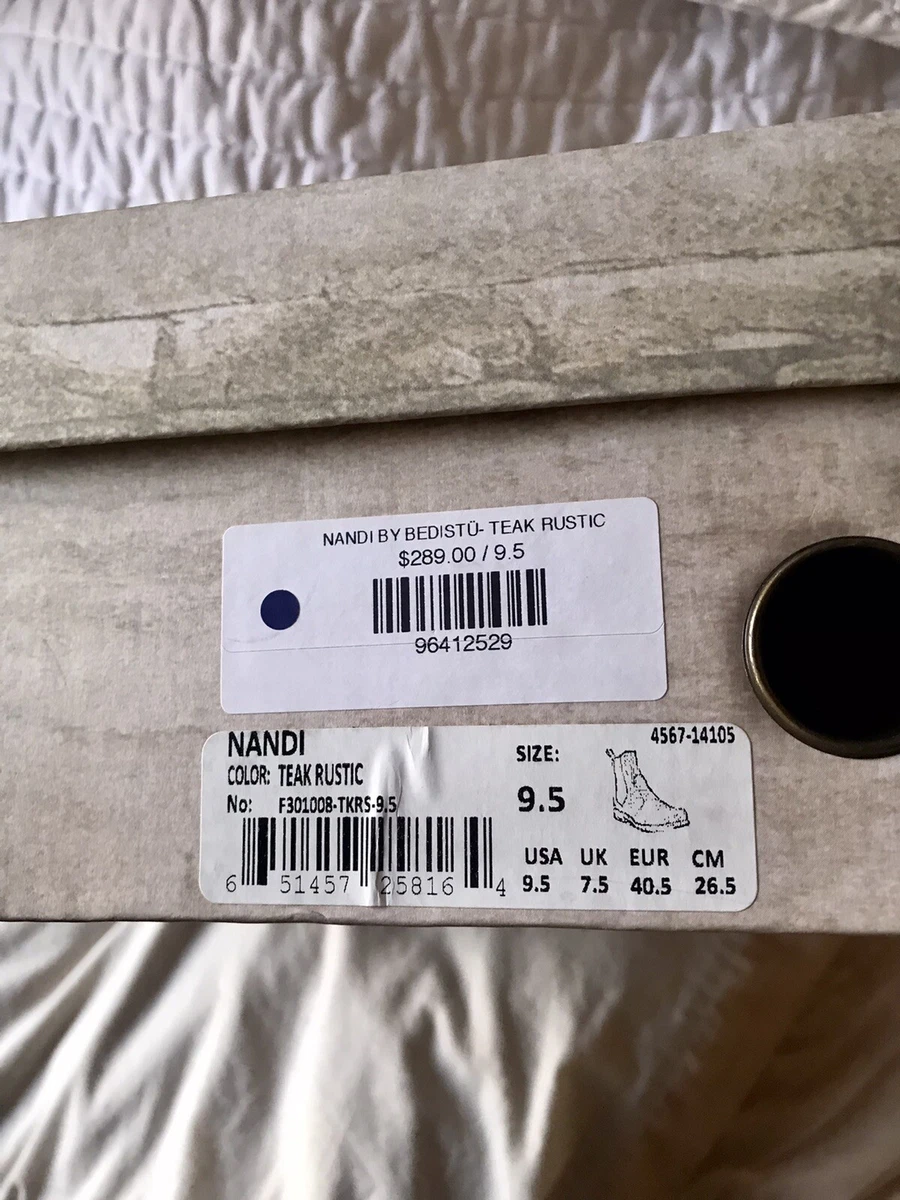 NANDI BY BEDISTÜ- TEAK RUSTIC
$289.00 / 9.5
96412529
NANDI
COLOR: TEAK RUSTIC
No: F301008-TKRS-9.5
6 51457 25816 4
SIZE:
9.5
4567-14105
USA UK EUR CM
9.5 7.5 40.5 26.5